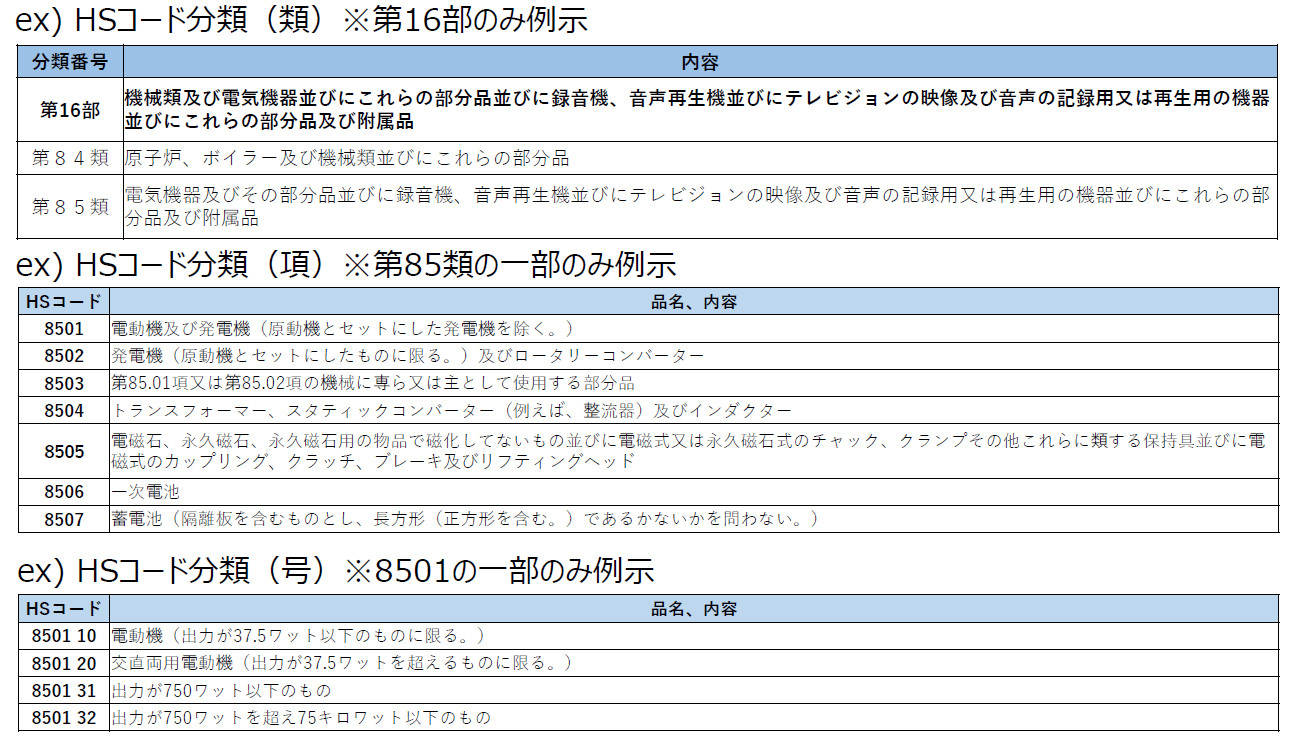 ex) HSコード分類（類）※第16部のみ例示
分類番号 内容
第16部 機械類及び電気機器並びにこれらの部分品並びに録音機、音声再生機並びにテレビジョンの映像及び音声の記録用又は再生用の機器
並びにこれらの部分品及び附属品
第８４類 原子炉、ボイラー及び機械類並びにこれらの部分品
第８５類 電気機器及びその部分品並びに録音機、音声再生機並びにテレビジョンの映像及び音声の記録用又は再生用の機器並びにこれらの部
分品及び附属品
ex) HSコード分類（項）※第85類の一部のみ例示
HSコード 品名、内容
8501 電動機及び発電機（原動機とセットにした発電機を除く。）
8502 発電機（原動機とセットにしたものに限る。）及びロータリーコンバーター
8503 第85.01項又は第85.02項の機械に専ら又は主として使用する部分品
8504 トランスフォーマー、スタティックコンバーター（例えば、整流器）及びインダクター
8505 電磁石、永久磁石、永久磁石用の物品で磁化してないもの並びに電磁式又は永久磁石式のチャック、クランプその他これらに類する保持具並びに電
磁式のカップリング、クラッチ、ブレーキ及びリフティングヘッド
8506 一次電池
8507 蓄電池（隔離板を含むものとし、長方形（正方形を含む。）であるかないかを問わない。）
ex) HSコード分類（号）※8501の一部のみ例示
HSコード 品名、内容
8501 10 電動機（出力が37.5ワット以下のものに限る。）
8501 20 交直両用電動機（出力が37.5ワットを超えるものに限る。）
8501 31 出力が750ワット以下のもの
8501 32 出力が750ワットを超え75キロワット以下のもの